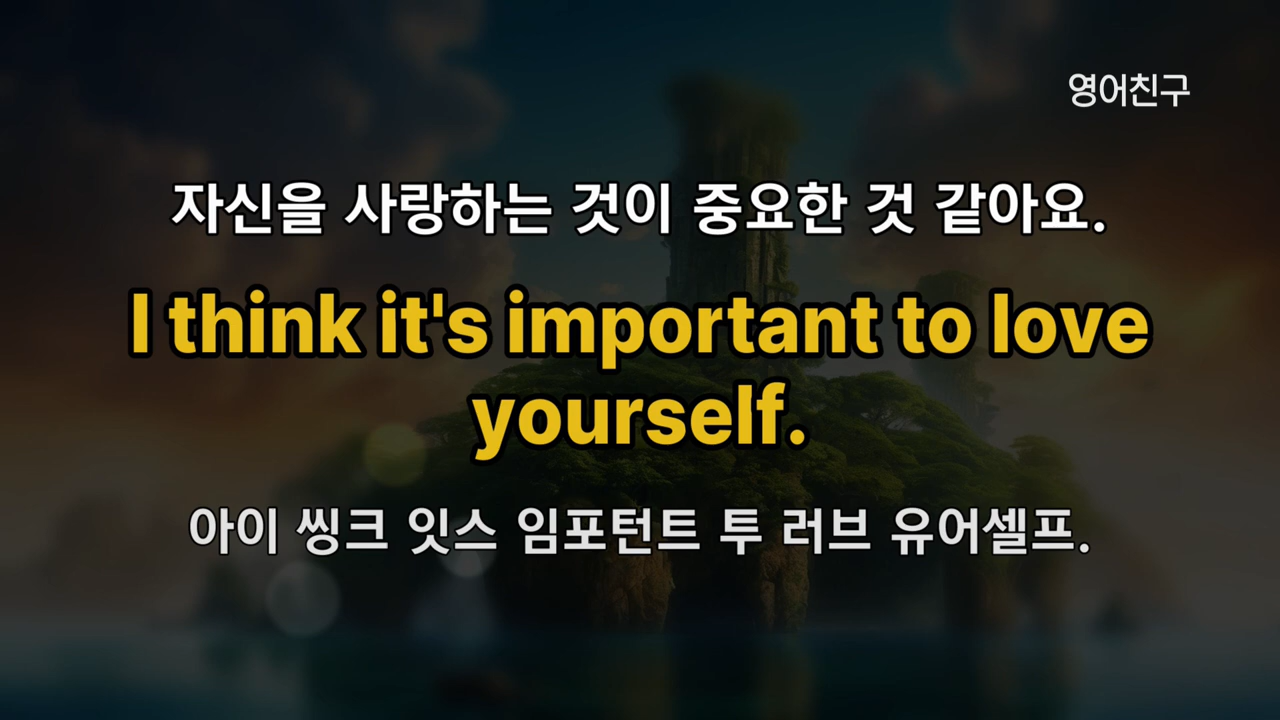 영어친구
자신을 사랑하는 것이 중요한 것 같아요.
I think it's important to love
yourself.
아이 씽크 잇스 임포턴트 투 러브 유어셀프.